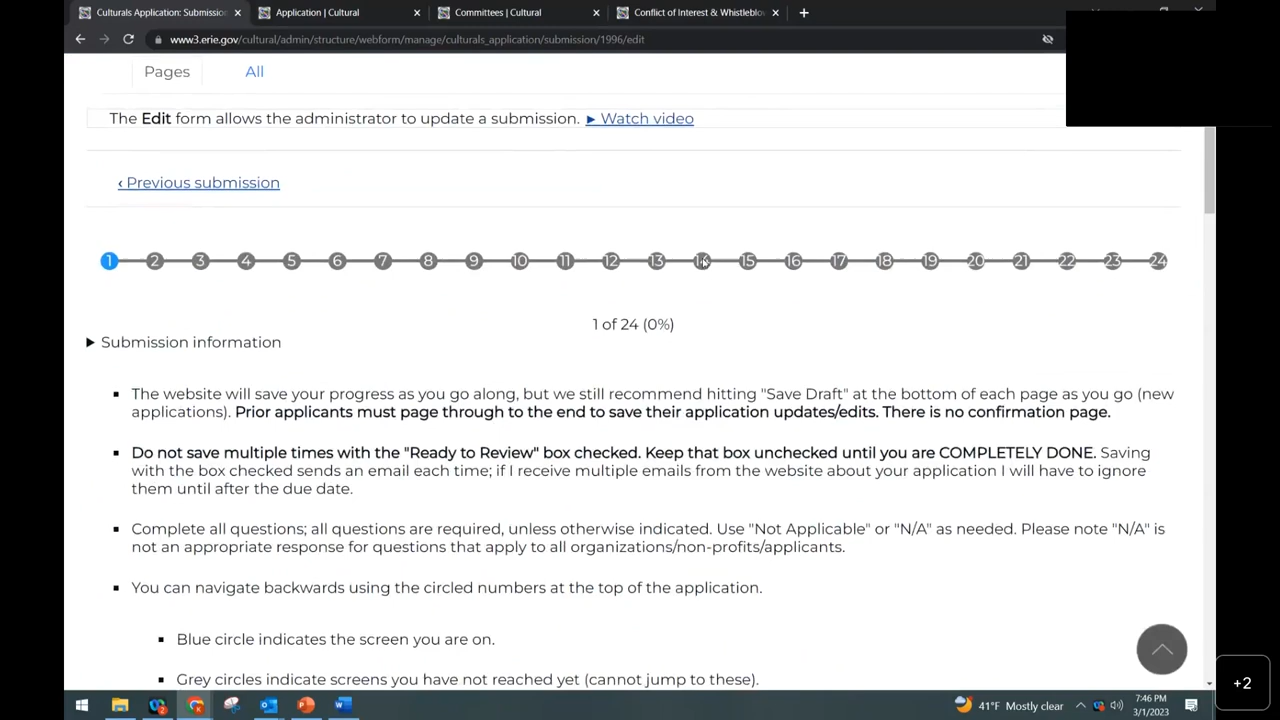 Culturals Application: Submissio
Application | Cultural
Committees | Cultural
Conflict of Interest & Whistleblow
www3.erie.gov/cultural/admin/structure/webform/manage/culturals_application/submission/1996/edit
Pages
All
The Edit form allows the administrator to update a submission. ► Watch video
‹ Previous submission
1 2 3 4 5 6 7 8 9 10 11 12 13 14 15 16 17 18 19 20 21 22 23 24
1 of 24 (0%)
Submission information
The website will save your progress as you go along, but we still recommend hitting "Save Draft" at the bottom of each page as you go (new
applications). Prior applicants must page through to the end to save their application updates/edits. There is no confirmation page.
Do not save multiple times with the "Ready to Review" box checked. Keep that box unchecked until you are COMPLETELY DONE. Saving
with the box checked sends an email each time; if I receive multiple emails from the website about your application I will have to ignore
them until after the due date.
Complete all questions; all questions are required, unless otherwise indicated. Use "Not Applicable" or "N/A" as needed. Please note "N/A" is
not an appropriate response for questions that apply to all organizations/non-profits/applicants.
You can navigate backwards using the circled numbers at the top of the application.
Blue circle indicates the screen you are on.
Grey circles indicate screens you have not reached yet (cannot jump to these).
+2
41°F Mostly clear
7:46 PM
3/1/2023